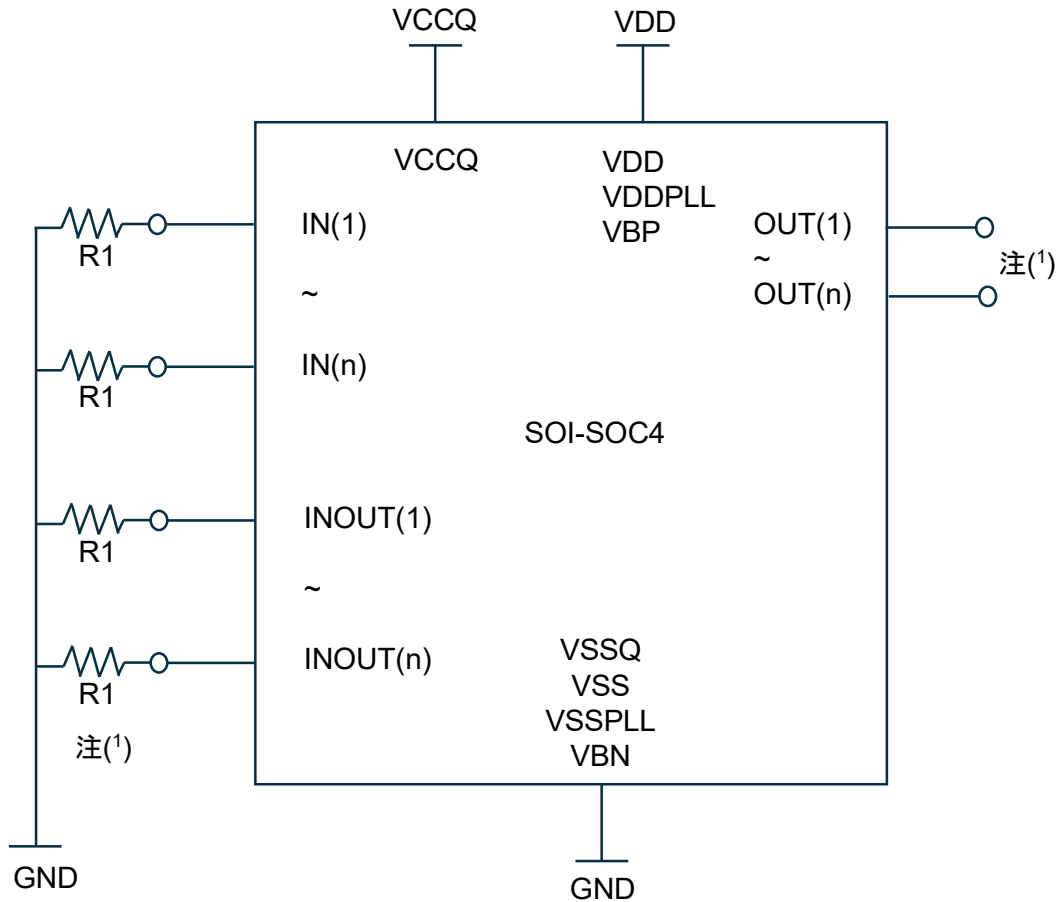 VCCQ
VDD
VCCQ
VDD
VDDPLL
VBP
IN(1)
R1
~
IN(n)
R1
OUT(1)
~
OUT(n)
注(¹)
SOI-SOC4
INOUT(1)
R1
~
INOUT(n)
R1
注(¹)
VSSQ
VSS
VSSPLL
VBN
GND
GND